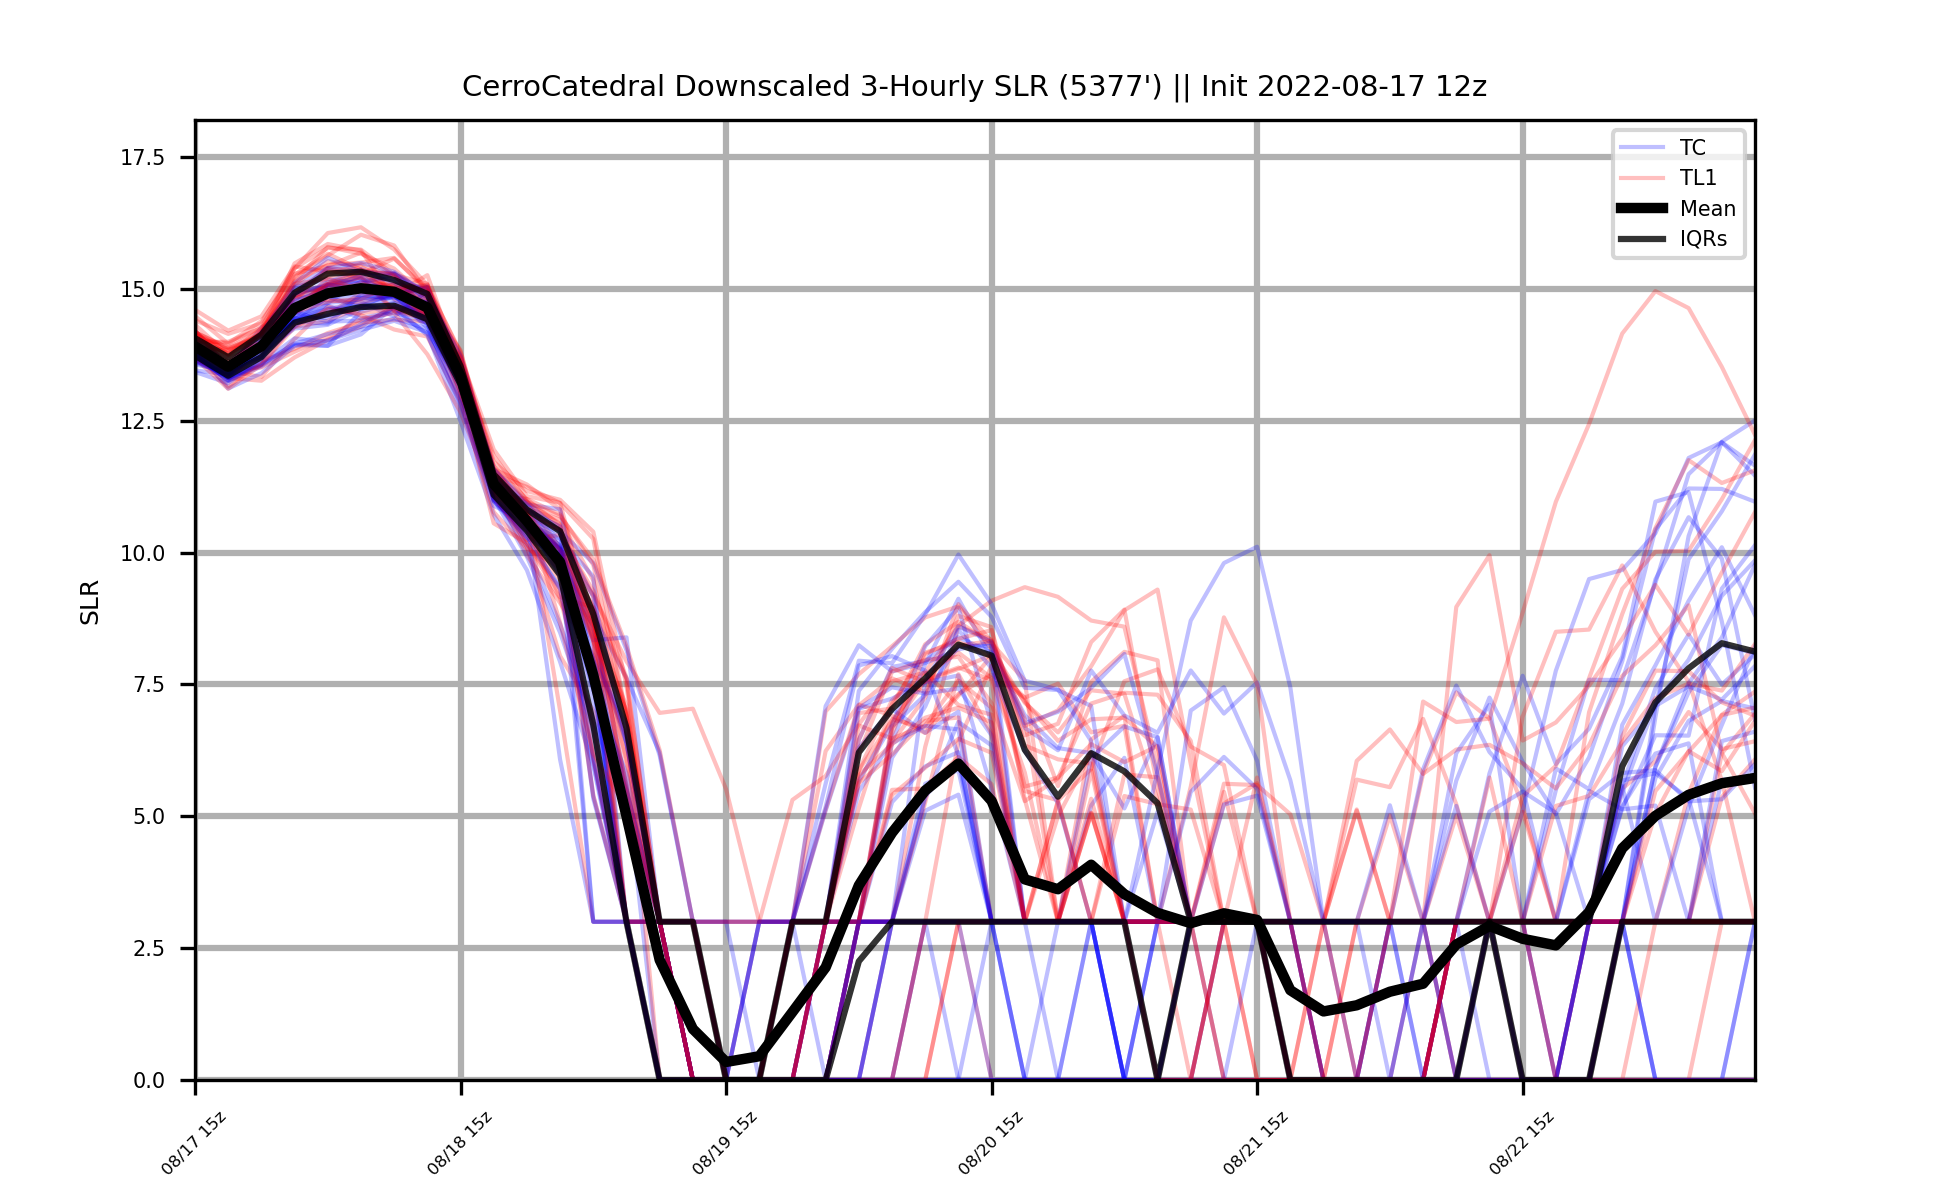 CerroCatedral Downscaled 3-Hourly SLR (5377') || Init 2022-08-17 12z
TC
TL1
Mean
IQRs
SLR
17.5
15.0
12.5
10.0
7.5
5.0
2.5
0.0
08/17 15z
08/18 15z
08/19 15z
08/20 15z
08/21 15z
08/22 15z